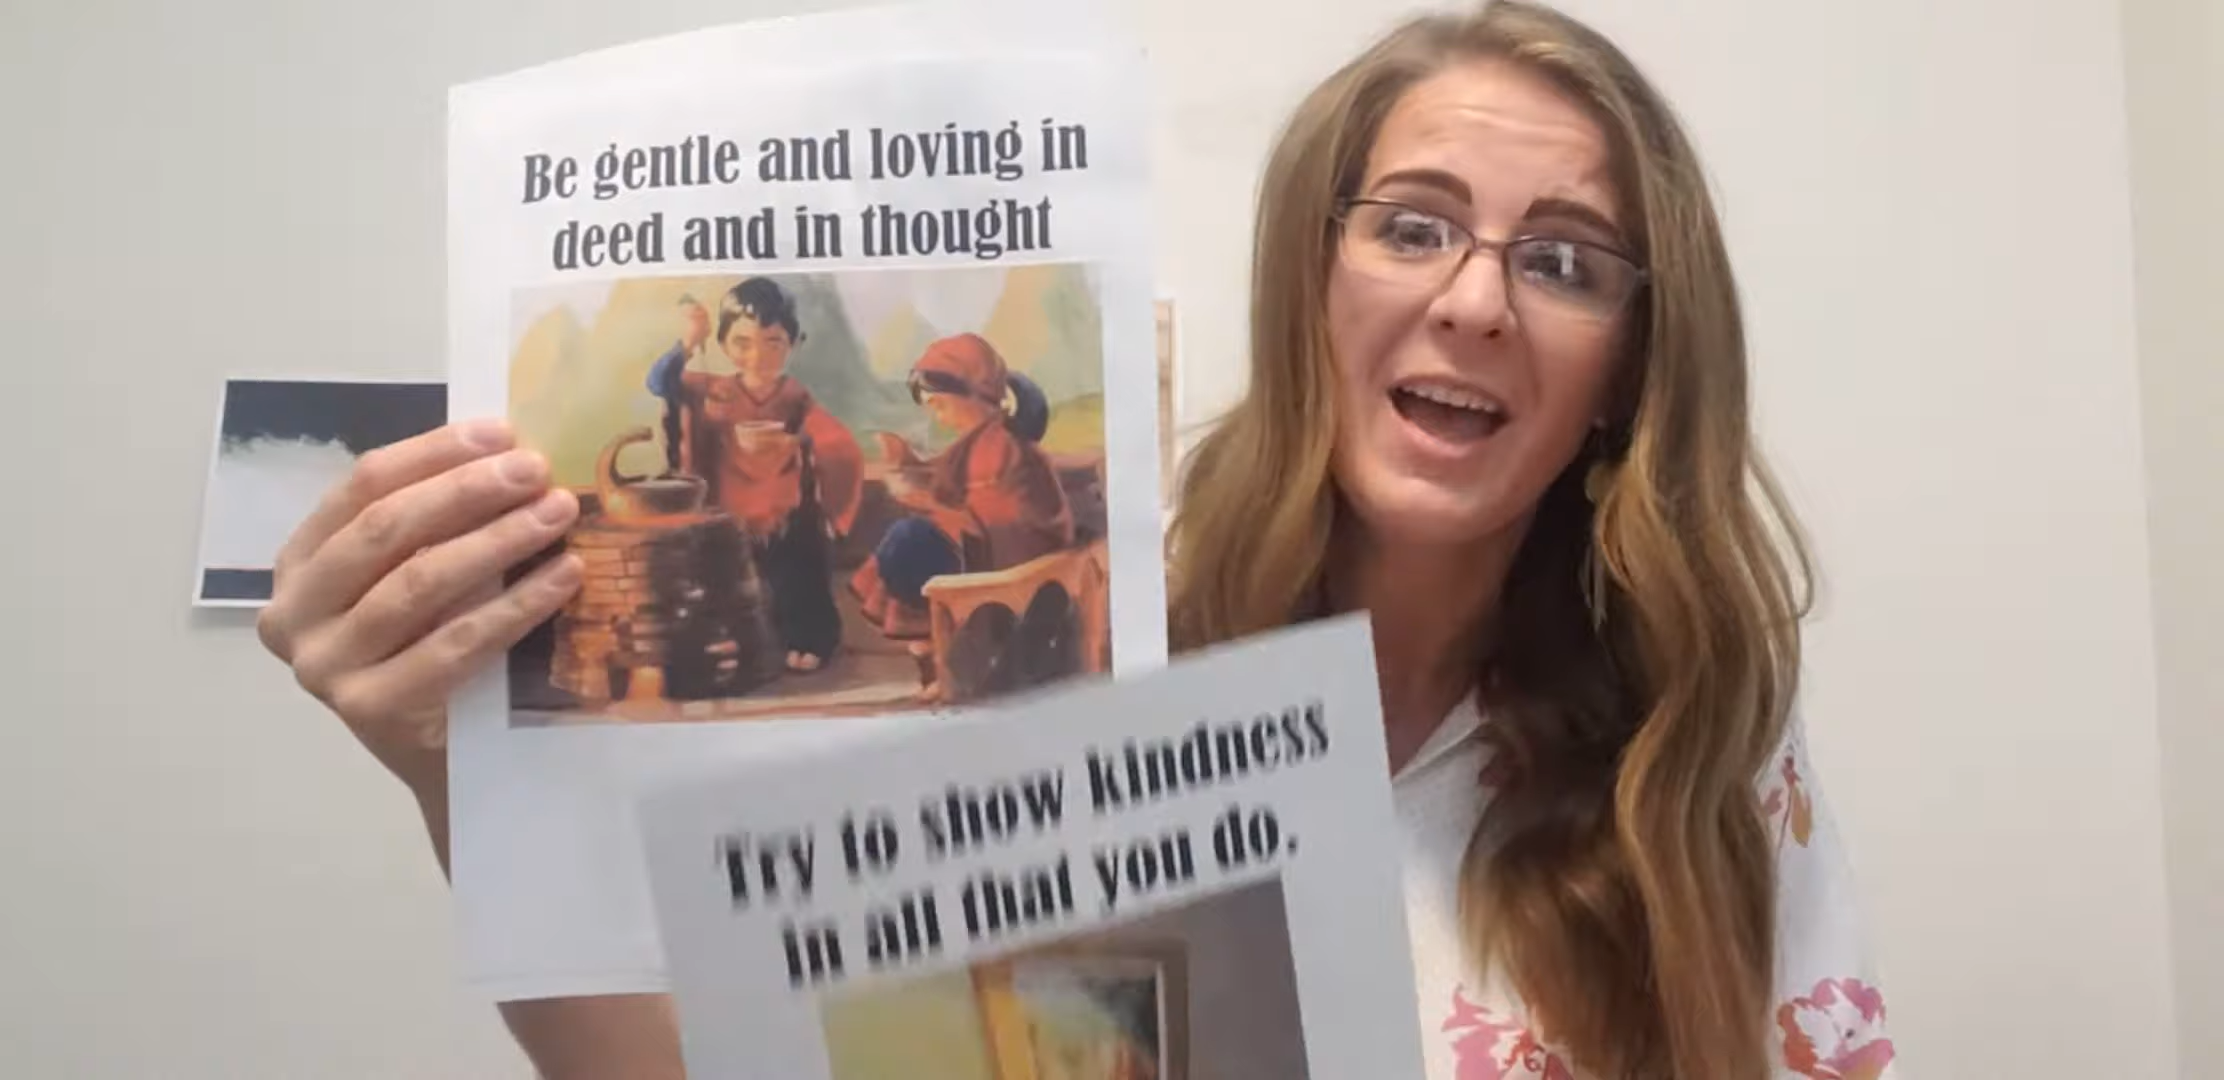 Be gentle and loving in
deed and in thought
Try to show kindness
in all that you do.